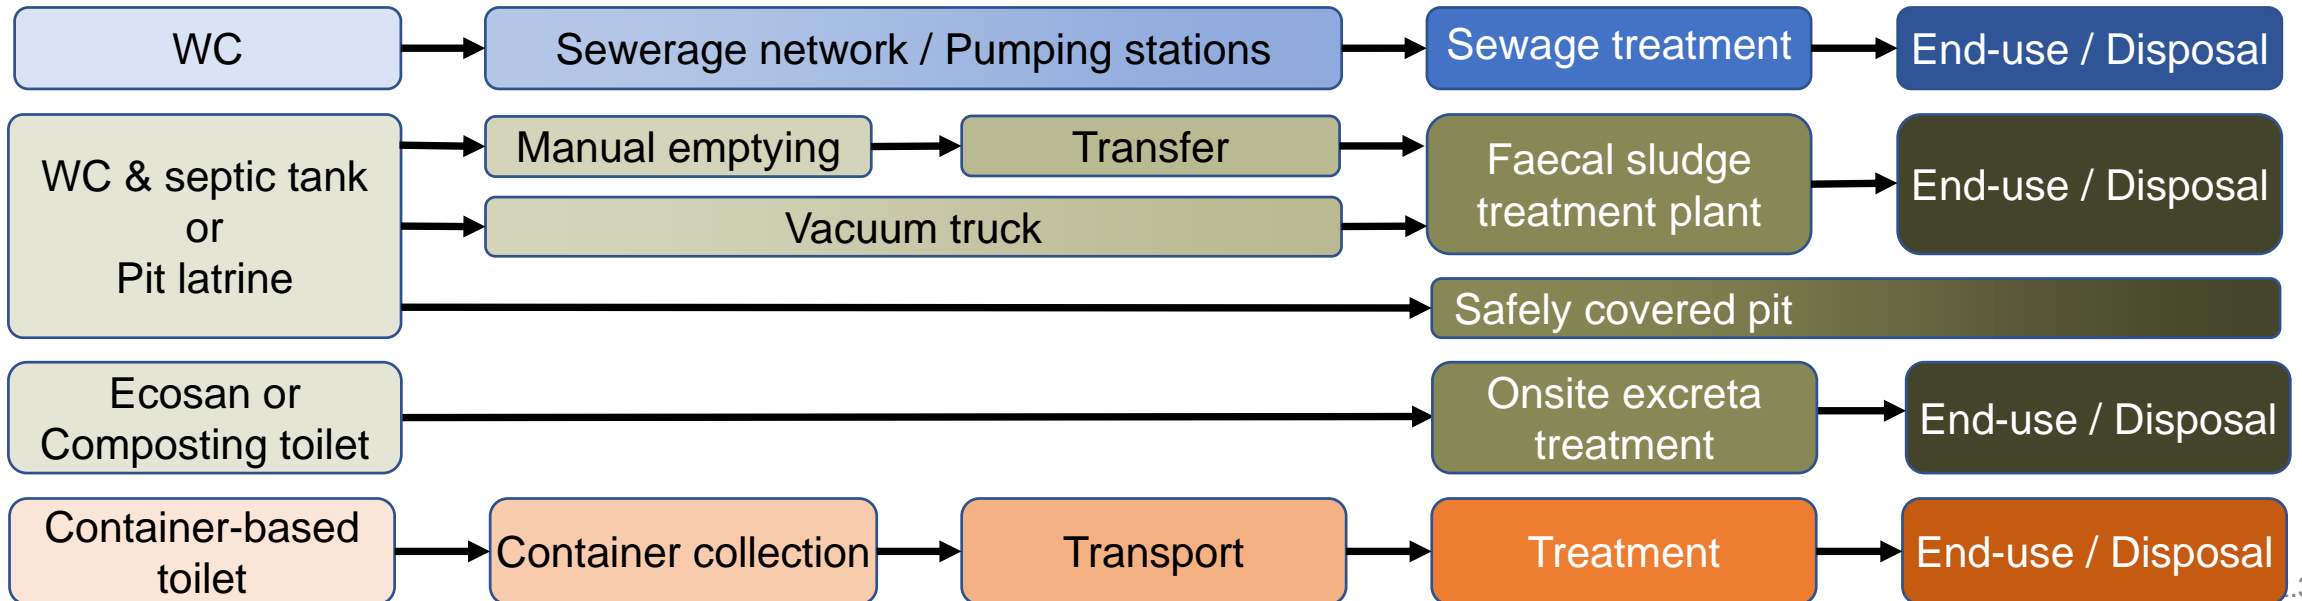 WC
Sewerage network / Pumping stations
Sewage treatment
End-use / Disposal
WC & septic tank
or
Pit latrine
Manual emptying
Transfer
Vacuum truck
Faecal sludge
treatment plant
End-use / Disposal
Safely covered pit
Ecosan or
Composting toilet
Onsite excreta
treatment
End-use / Disposal
Container-based
toilet
Container collection
Transport
Treatment
End-use / Disposal